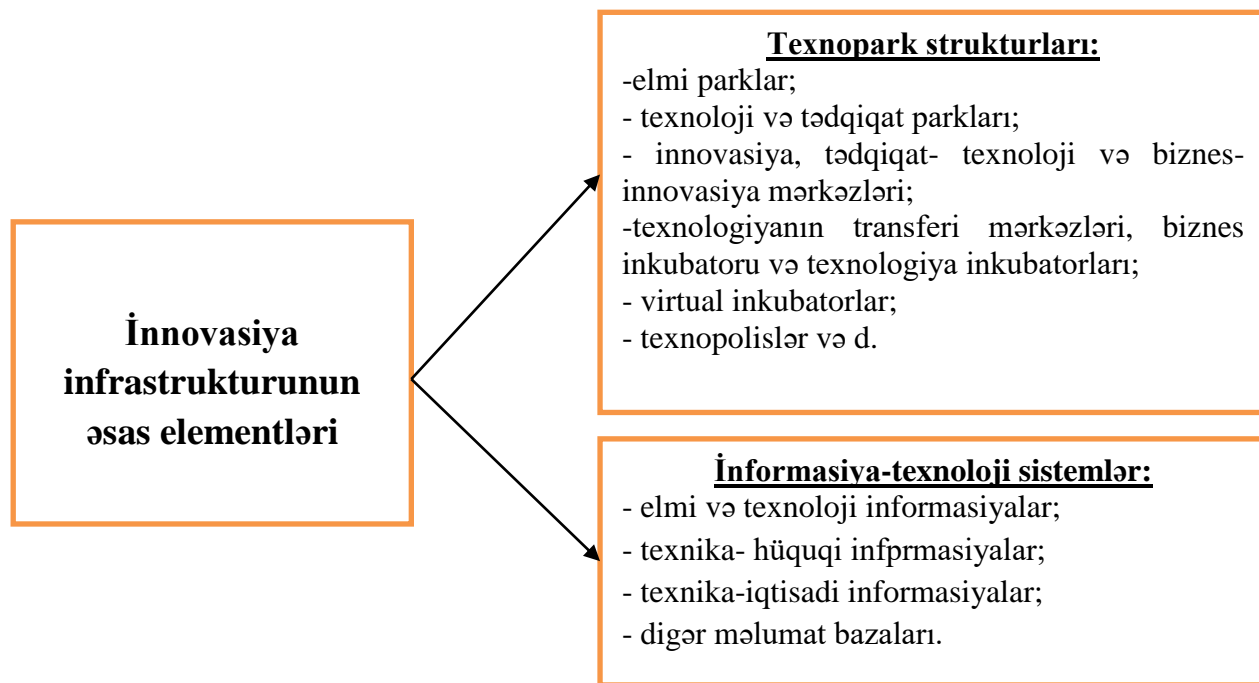 İnnovasiya
infrastrukturunun
əsas elementləri
Texnopark strukturları:
-elmi parklar;
- texnoloji və tədqiqat parkları;
- innovasiya, tədqiqat- texnoloji və biznes-
innovasiya mərkəzləri;
-texnologiyanın transferi mərkəzləri, biznes
inkubatoru və texnologiya inkubatorları;
- virtual inkubatorlar;
- texnopolislər və d.
İnformasiya-texnoloji sistemlər:
- elmi və texnoloji informasiyalar;
- texnika- hüquqi infprmasiyalar;
- texnika-iqtisadi informasiyalar;
- digər məlumat bazaları.